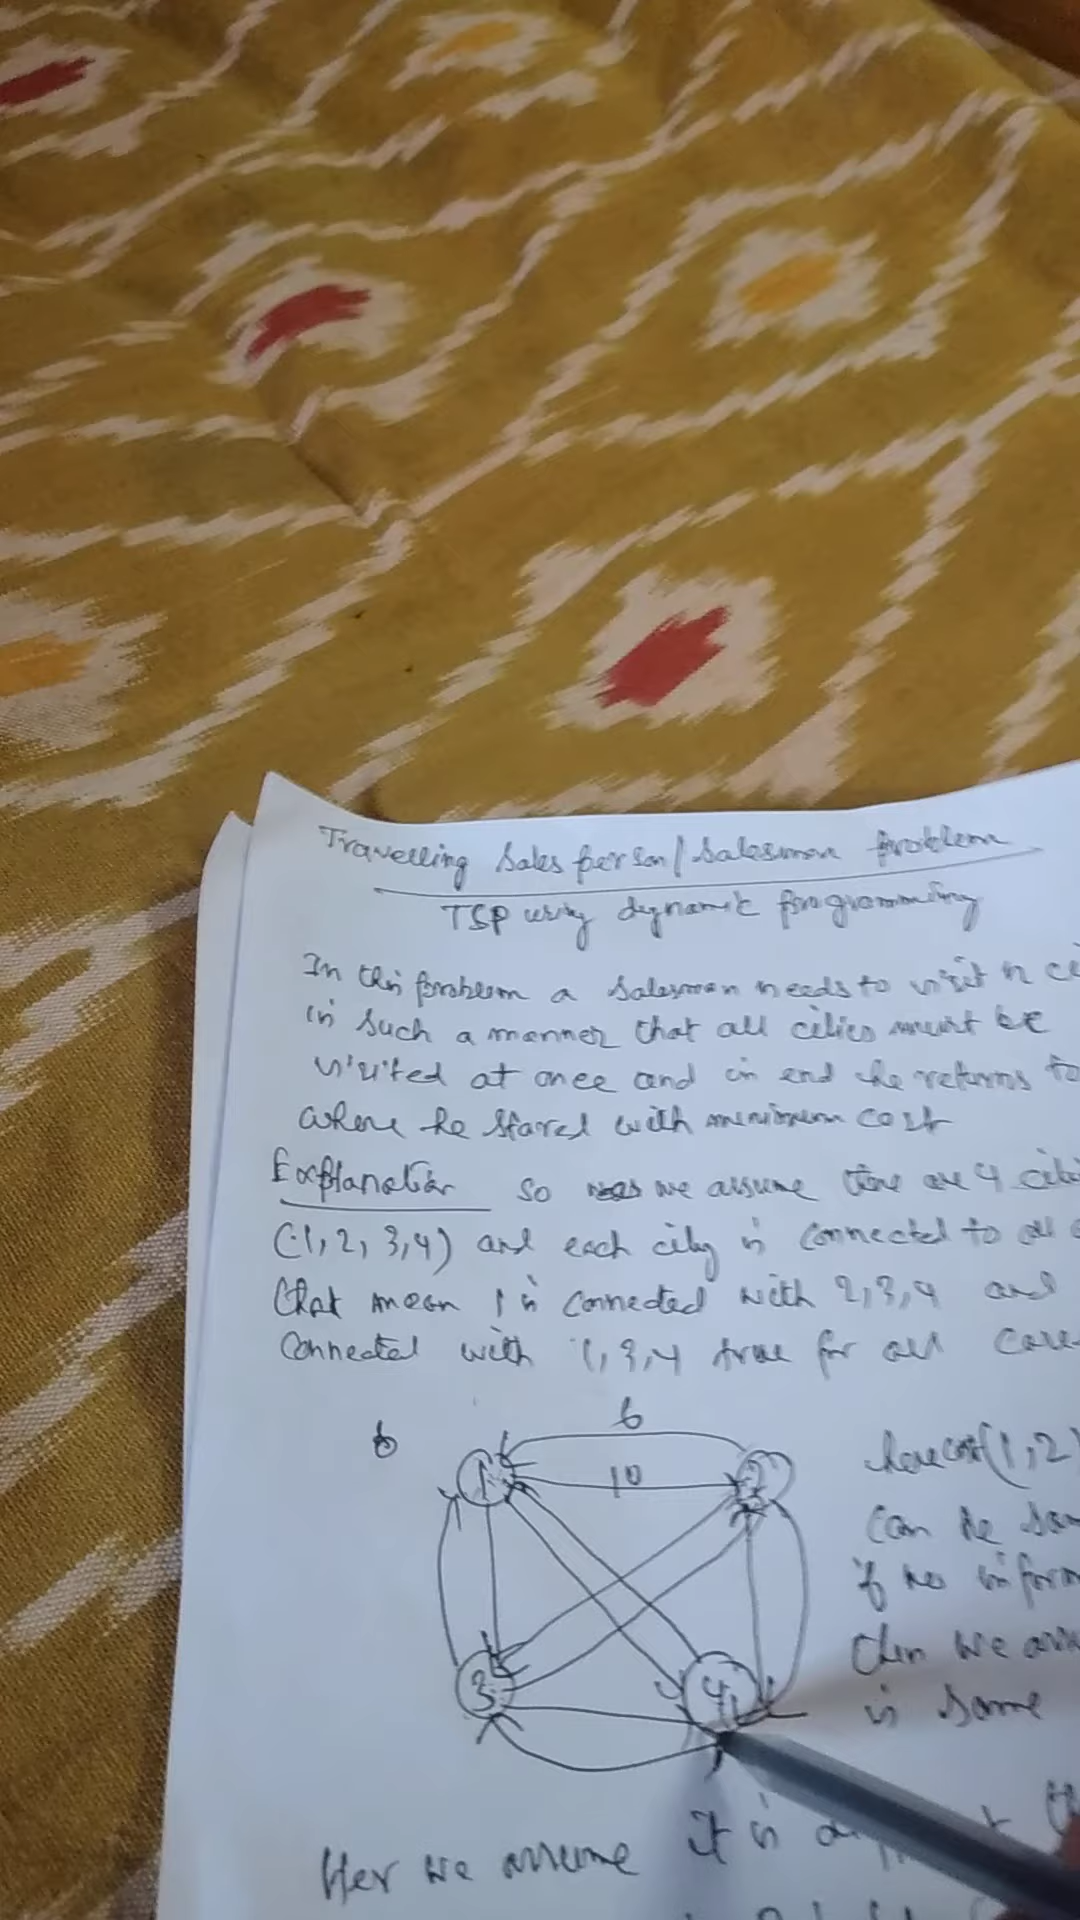 Travelling Sales person/Salesman problem
TSP using dynamic programming
In this problem a salesman needs to visit n
in such a manner that all cities must be
visited at once and in end he returns to
where he stared with minimum cost
Explanation so we assume there are 4
(1, 2, 3, 4) and each city is connected to all
that mean 1 is connected with 2, 3, 4 and
Connected with 1, 3, 4 true for all case
6
1 10 2
3 4
here cost (1, 2)
can be
if no inform
then we
is same
Her we assume it is